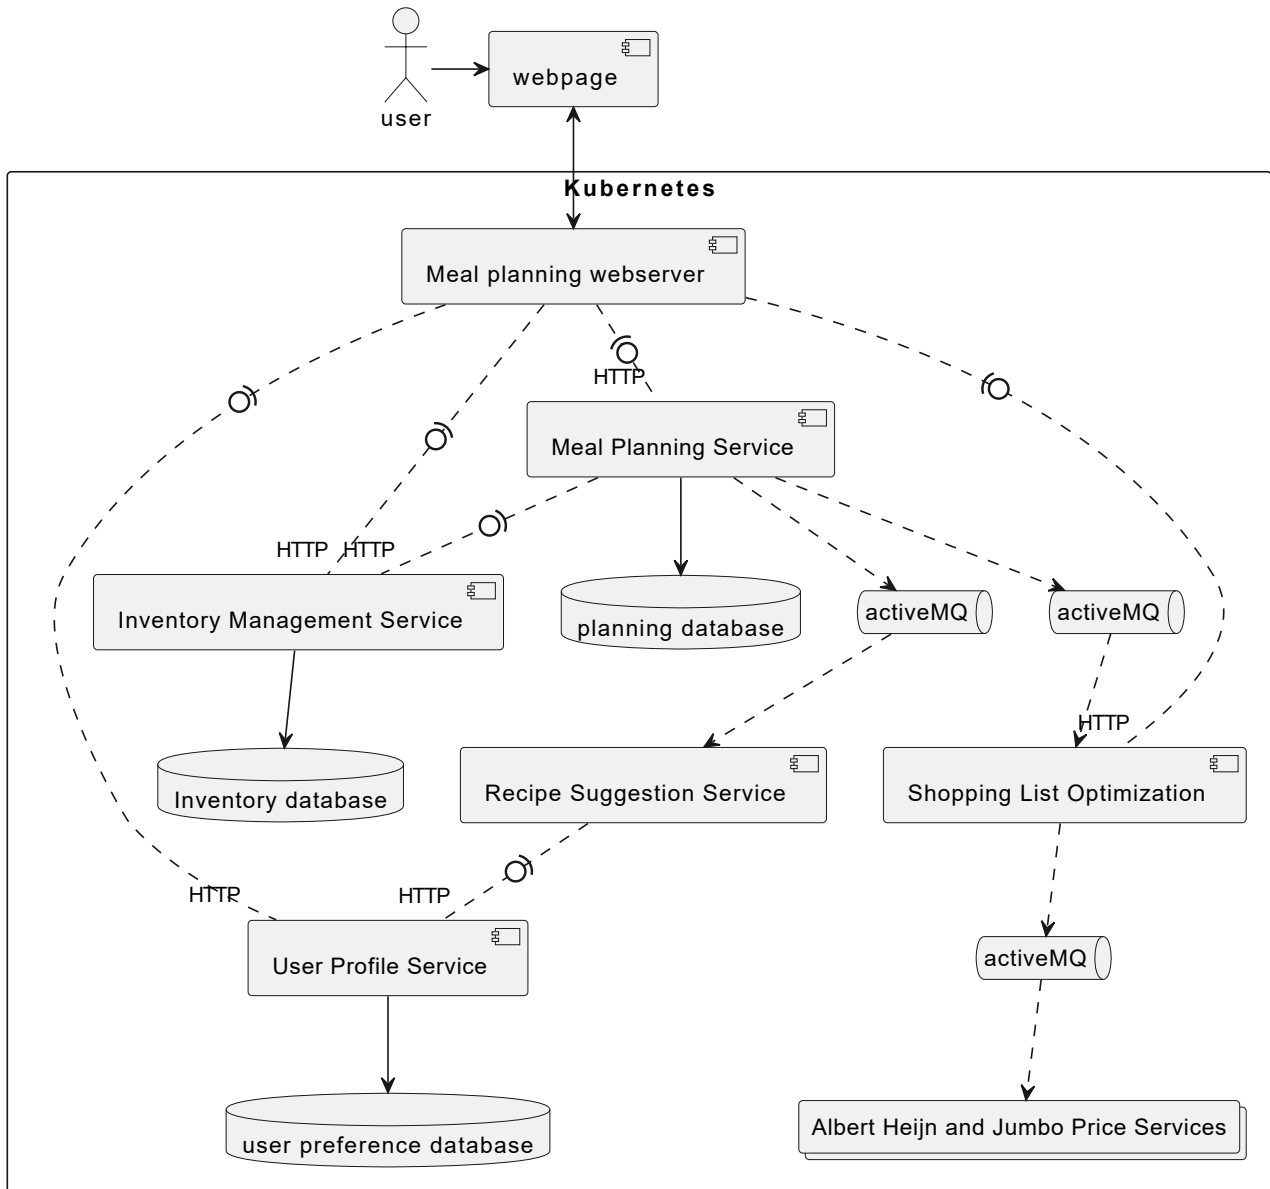 user
webpage
Kubernetes
Meal planning webserver
HTTP
Meal Planning Service
HTTP
HTTP
Inventory Management Service
planning database
activeMQ
activeMQ
HTTP
Inventory database
Recipe Suggestion Service
Shopping List Optimization
HTTP
HTTP
User Profile Service
activeMQ
user preference database
Albert Heijn and Jumbo Price Services